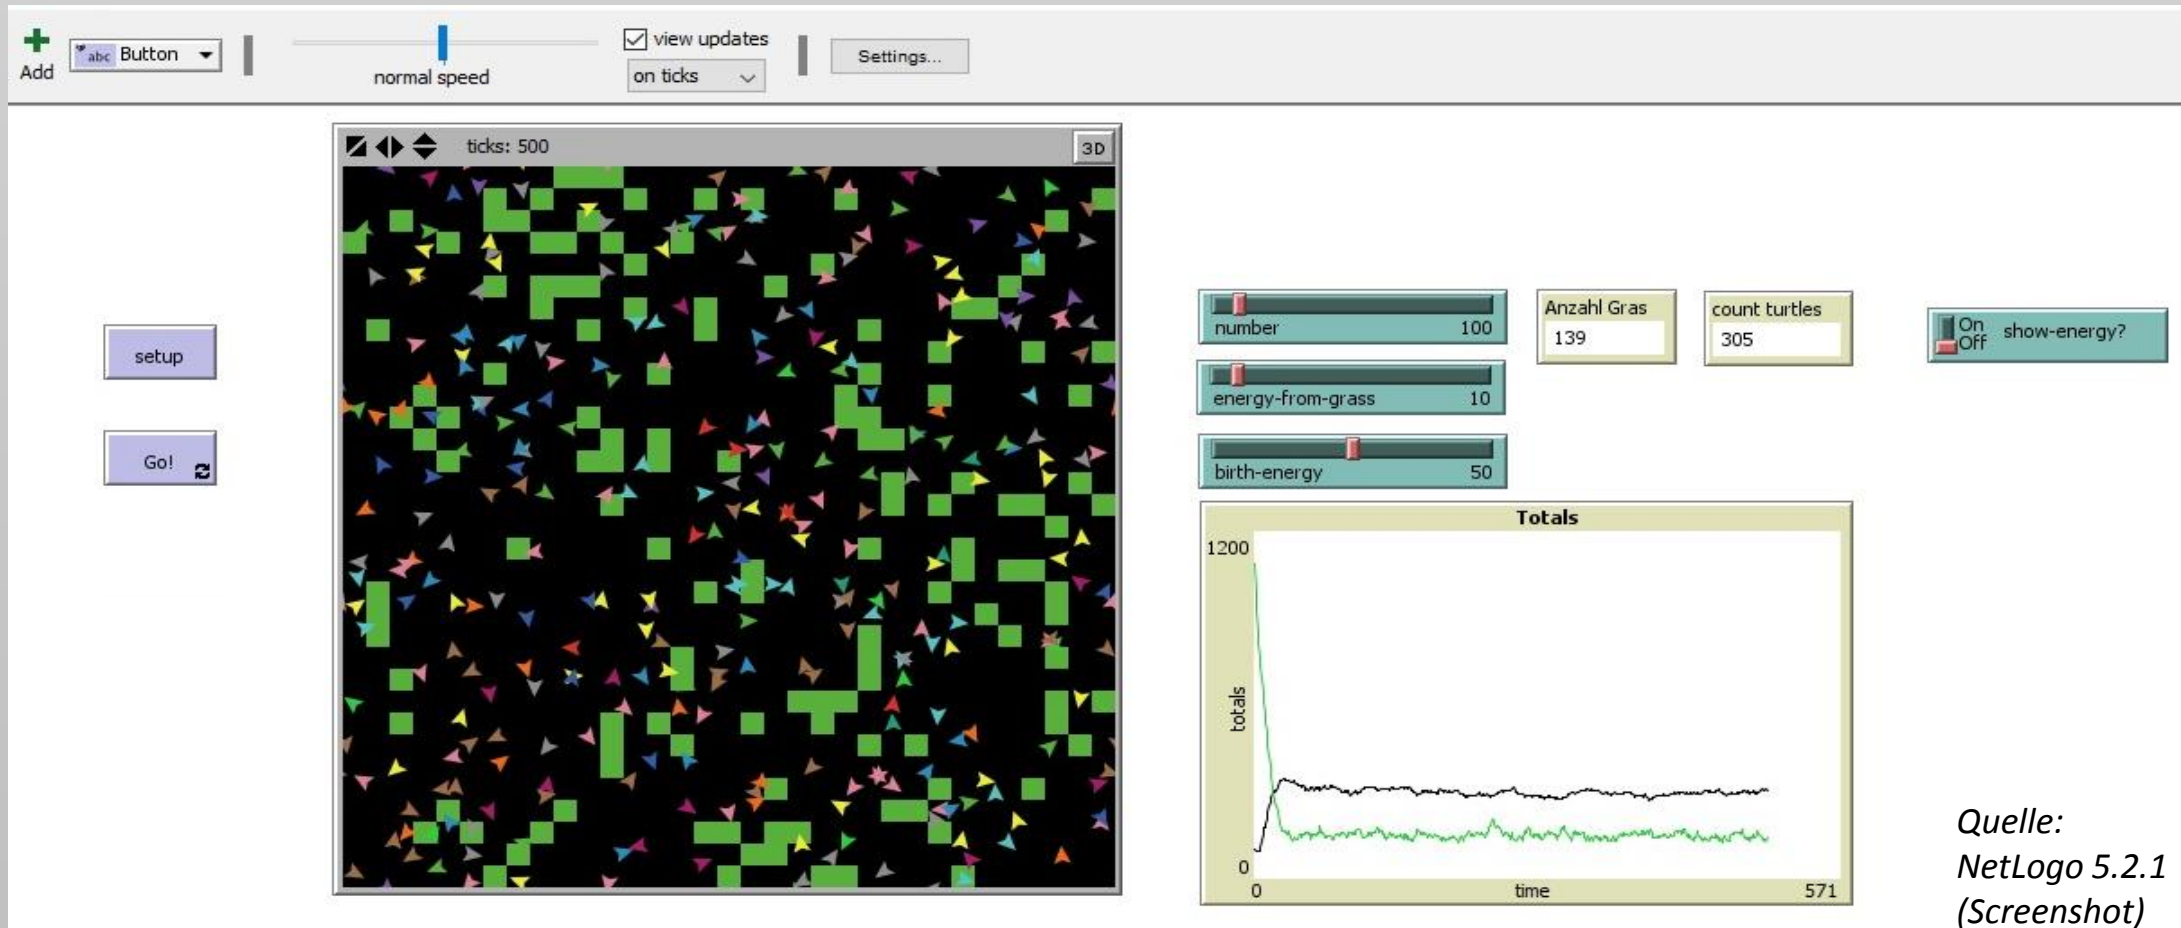 Add
abc Button
normal speed
view updates
on ticks
Settings...
ticks: 500
3D
setup
Go!
number 100
energy-from-grass 10
birth-energy 50
Anzahl Gras
139
count turtles
305
On
Off
show-energy?
Totals
1200
totals
0
0 time 571
Quelle:
NetLogo 5.2.1
(Screenshot)